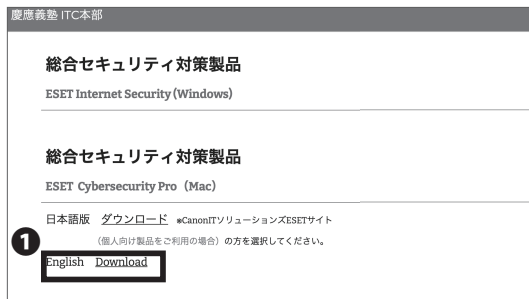 慶應義塾 ITC本部
総合セキュリティ対策製品
ESET Internet Security (Windows)
総合セキュリティ対策製品
ESET Cybersecurity Pro（Mac）
日本語版 ダウンロード ※CanonITソリューションズESETサイト
（個人向け製品をご利用の場合）の方を選択してください。
1
English Download